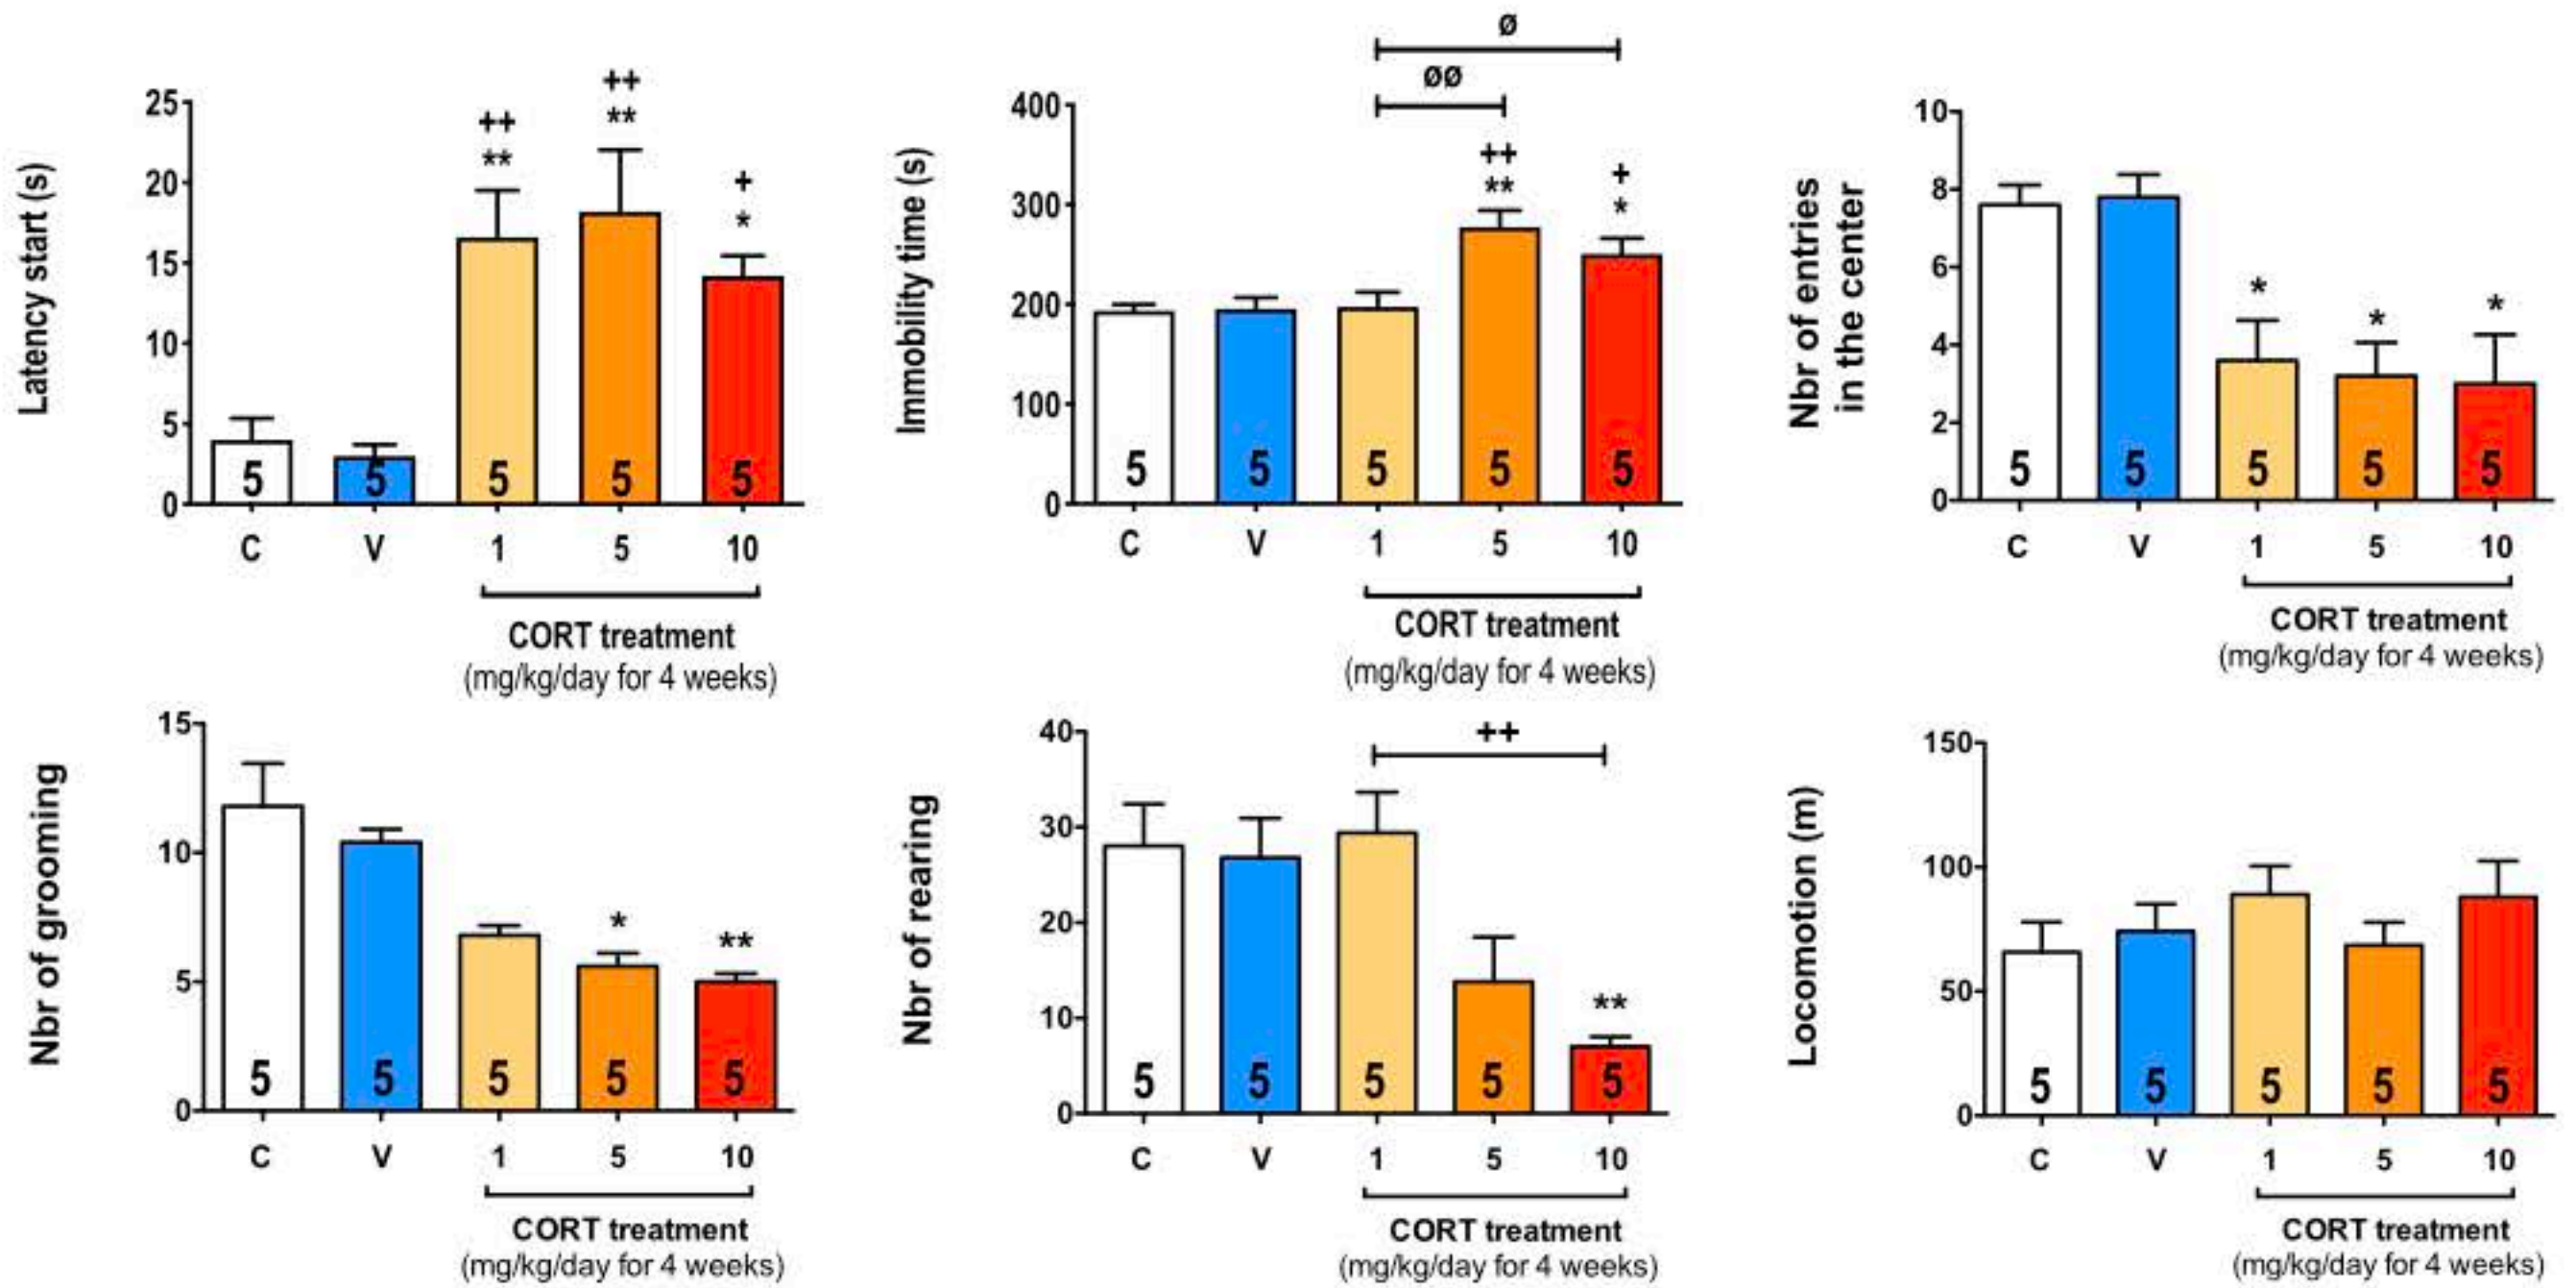 Latency start (s)
25
20
15
10
5
0
++
**
++
**
+
*
5 5 5 5 5
C V 1 5 10
CORT treatment
(mg/kg/day for 4 weeks)
Immobility time (s)
400
300
200
100
0
ø
øø
++
**
+
*
5 5 5 5 5
C V 1 5 10
CORT treatment
(mg/kg/day for 4 weeks)
Nbr of entries
in the center
10
8
6
4
2
0
* * *
5 5 5 5 5
C V 1 5 10
CORT treatment
(mg/kg/day for 4 weeks)
Nbr of grooming
15
10
5
0
* **
5 5 5 5 5
C V 1 5 10
CORT treatment
(mg/kg/day for 4 weeks)
Nbr of rearing
40
30
20
10
0
++
**
5 5 5 5 5
C V 1 5 10
CORT treatment
(mg/kg/day for 4 weeks)
Locomotion (m)
150
100
50
0
5 5 5 5 5
C V 1 5 10
CORT treatment
(mg/kg/day for 4 weeks)